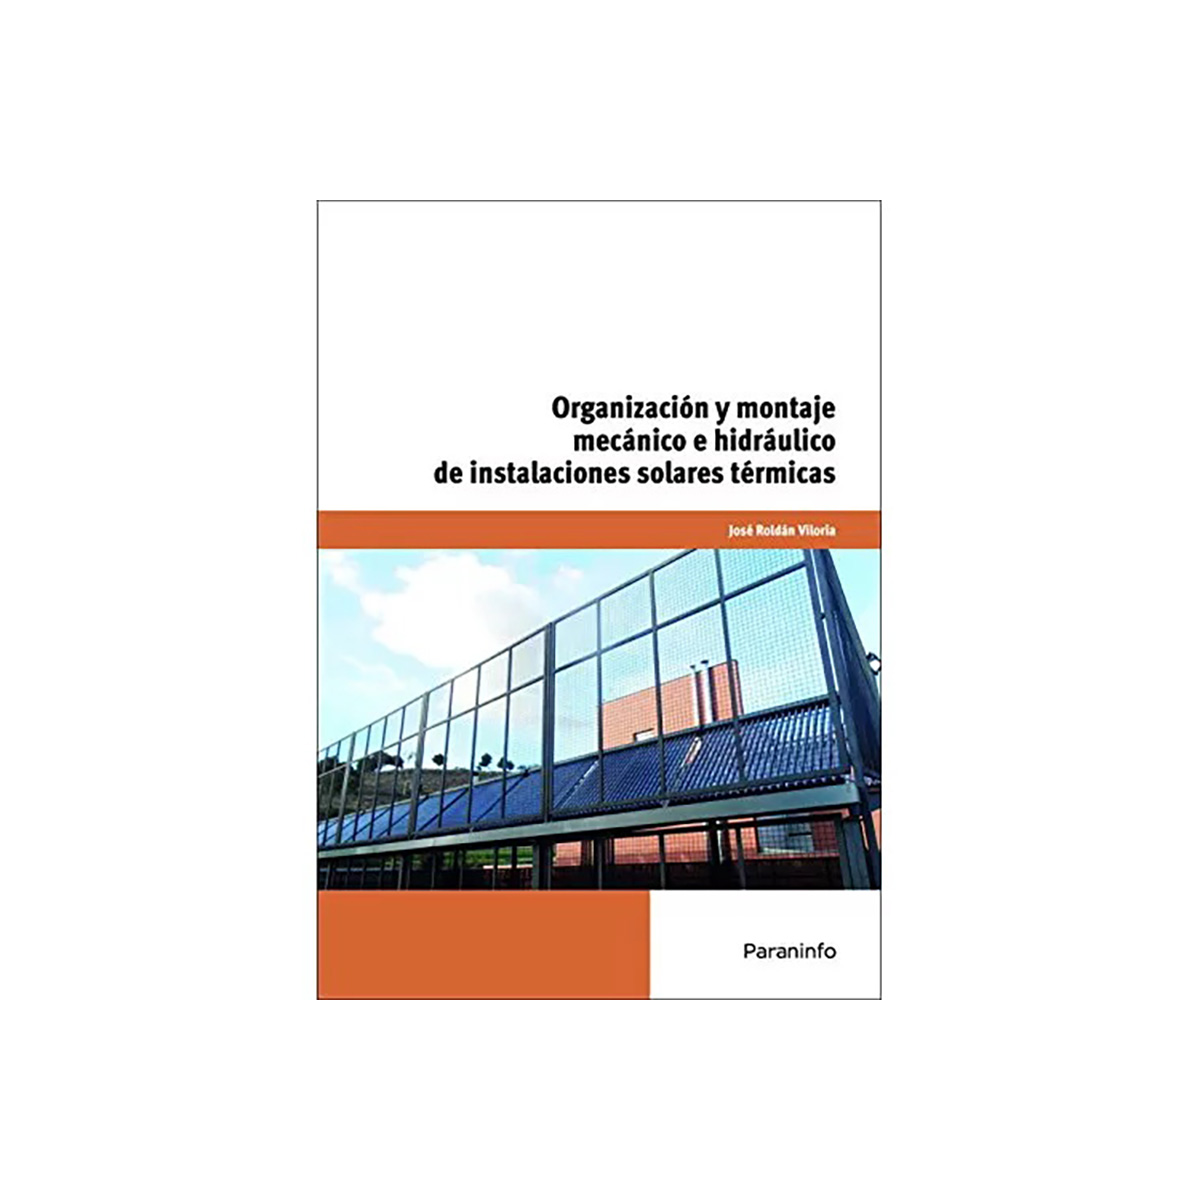 Organización y montaje
mecánico e hidráulico
de instalaciones solares térmicas
José Roldán Viloria
Paraninfo